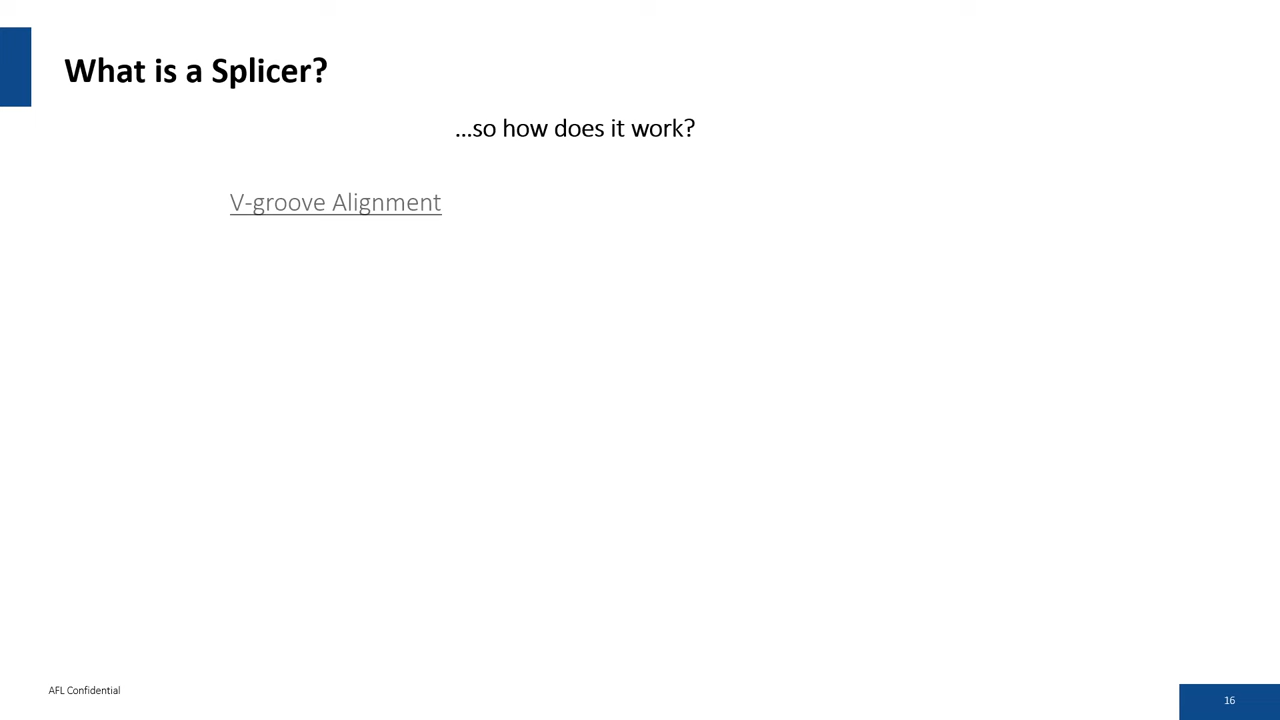 What is a Splicer?
…so how does it work?
V-groove Alignment
AFL Confidential
16